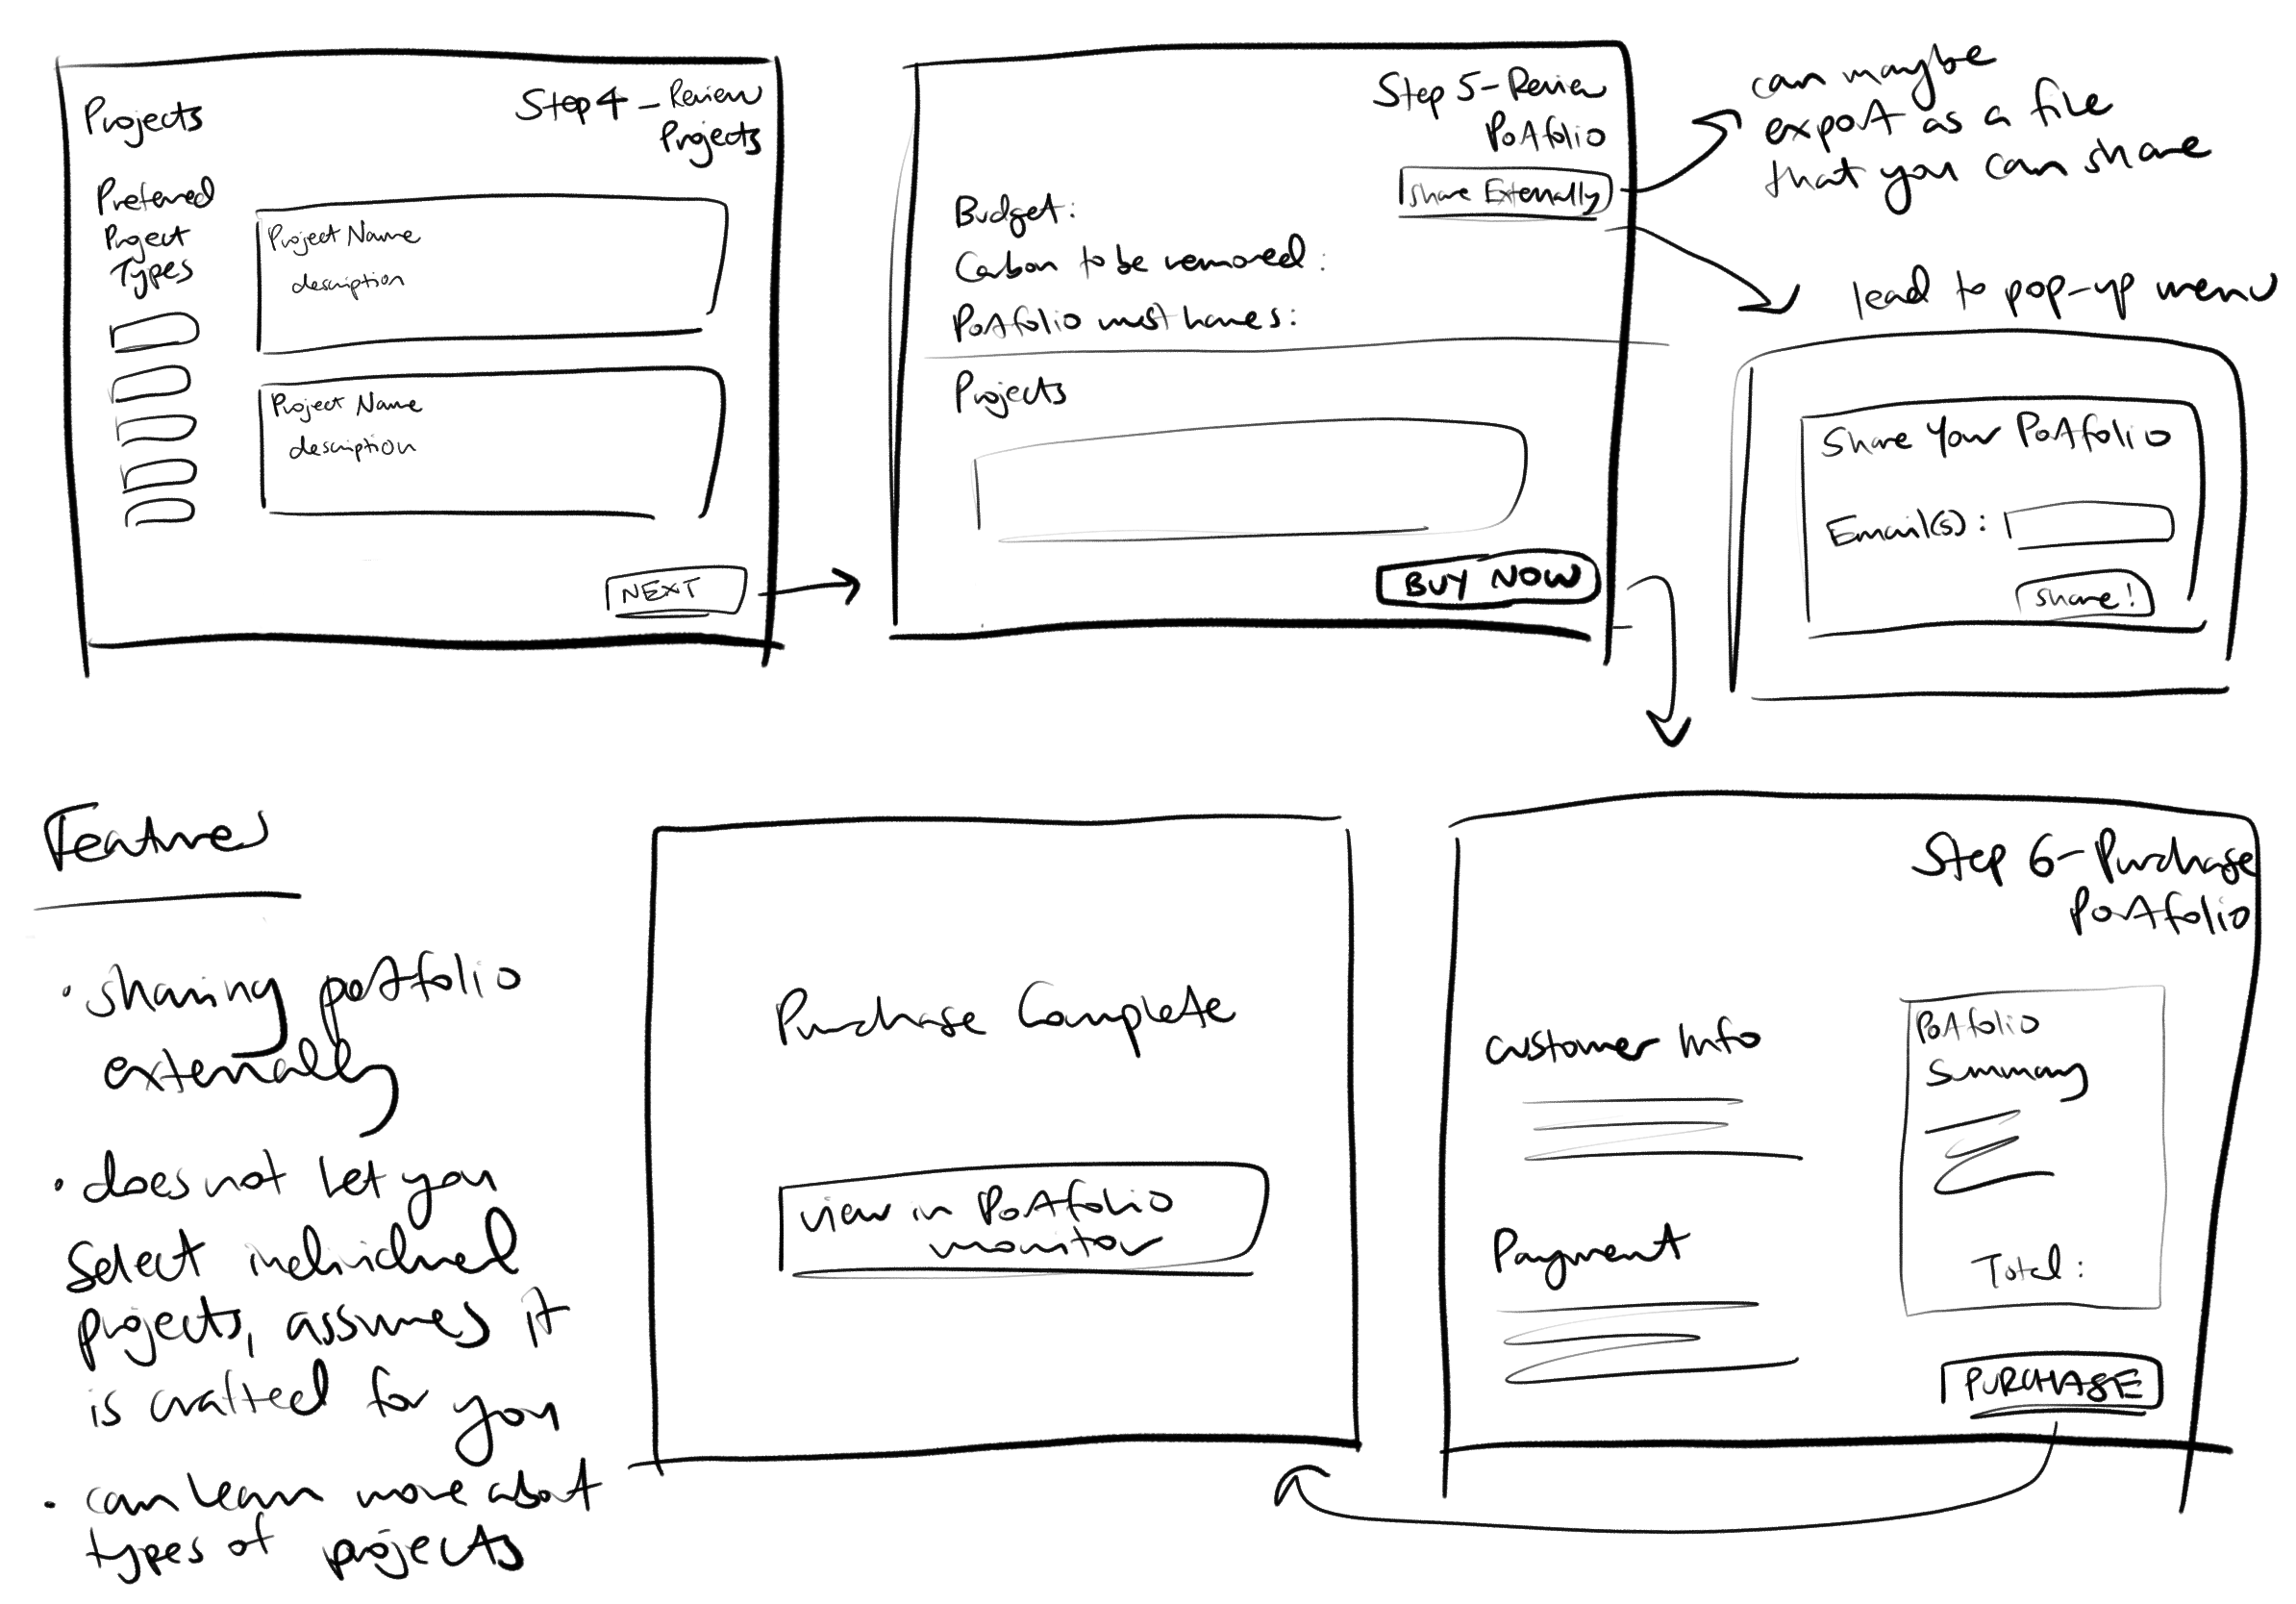 Projects
Step 4 - Review
Projects
Preferred
Project
Types
Project Name
description
Project Name
description
NEXT
Step 5 - Review
Portfolio
Share Externally
Budget:
Carbon to be removed:
Portfolio must haves:
Projects
BUY NOW
can maybe
export as a file
that you can share
lead to pop-up menu
Share Your Portfolio
Email(s):
share!
Features
• sharing portfolio
externally
• does not let you
select individual
projects, assumes it
is crafted for you
• can learn more about
types of projects
Purchase Complete
view in Portfolio
monitor
Step 6 - Purchase
Portfolio
Customer Info
Payment
Portfolio
Summary
Total:
PURCHASE